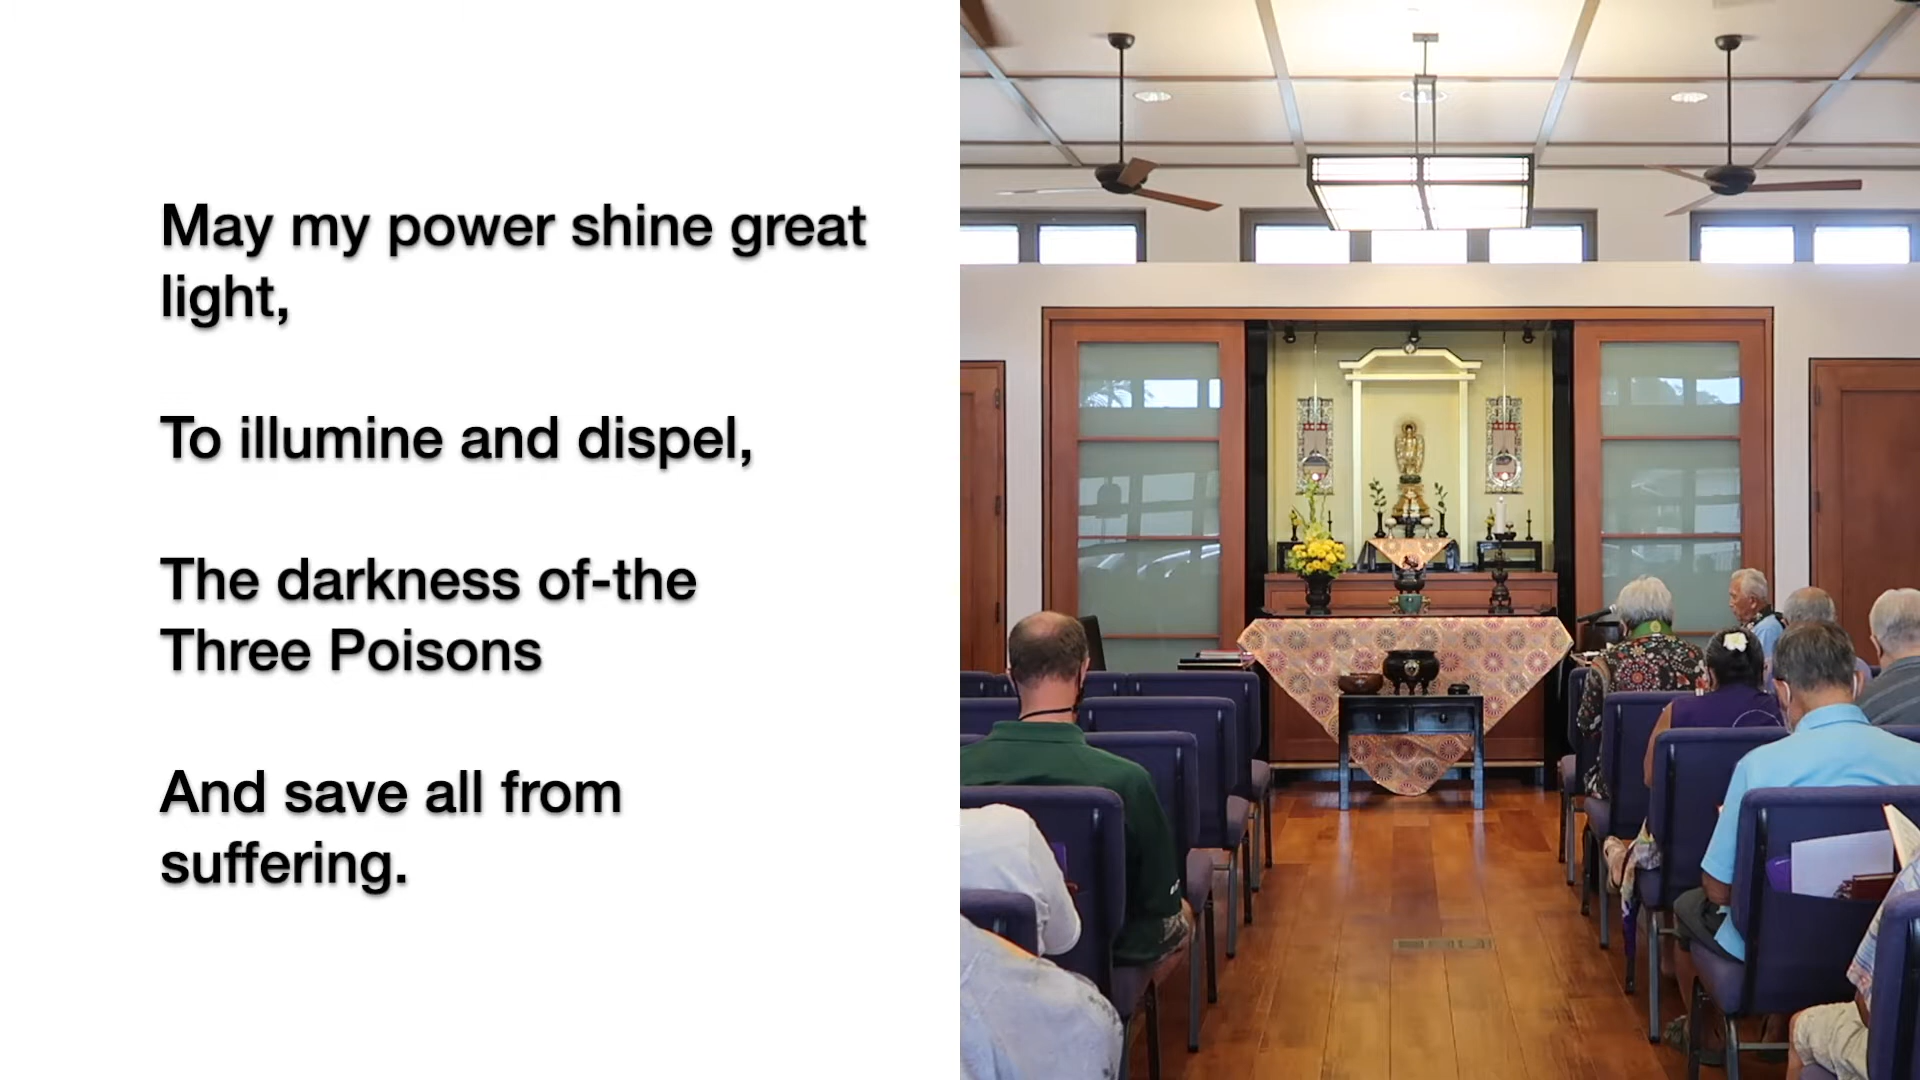 May my power shine great
light,
To illumine and dispel,
The darkness of-the
Three Poisons
And save all from
suffering.